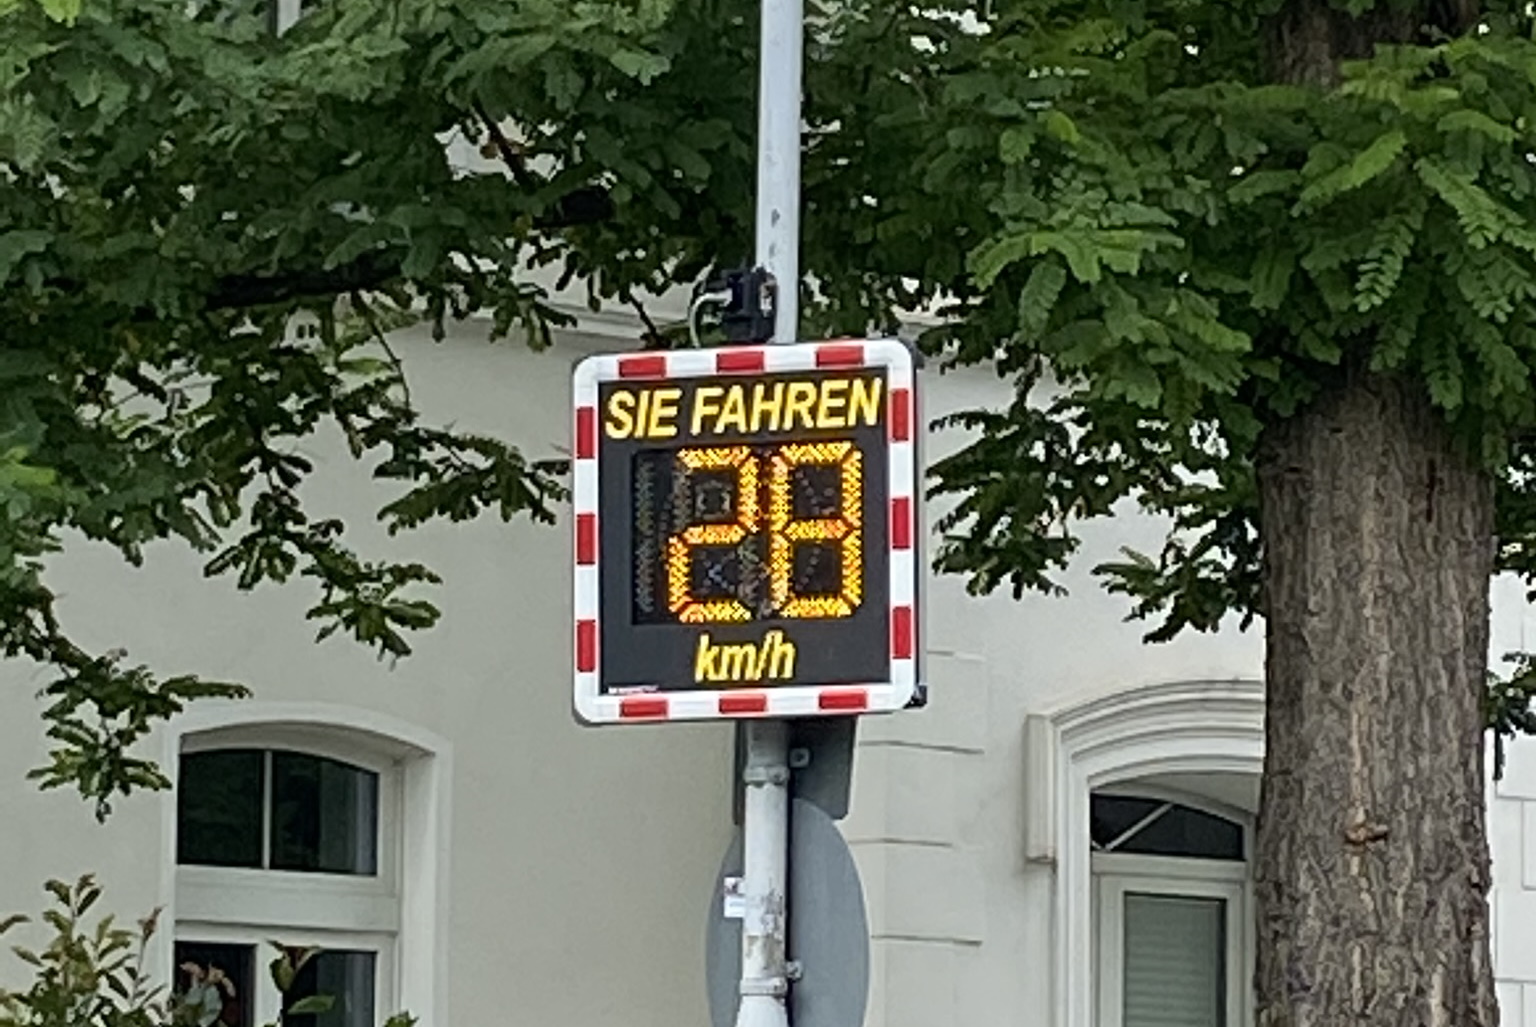 SIE FAHREN
28
km/h